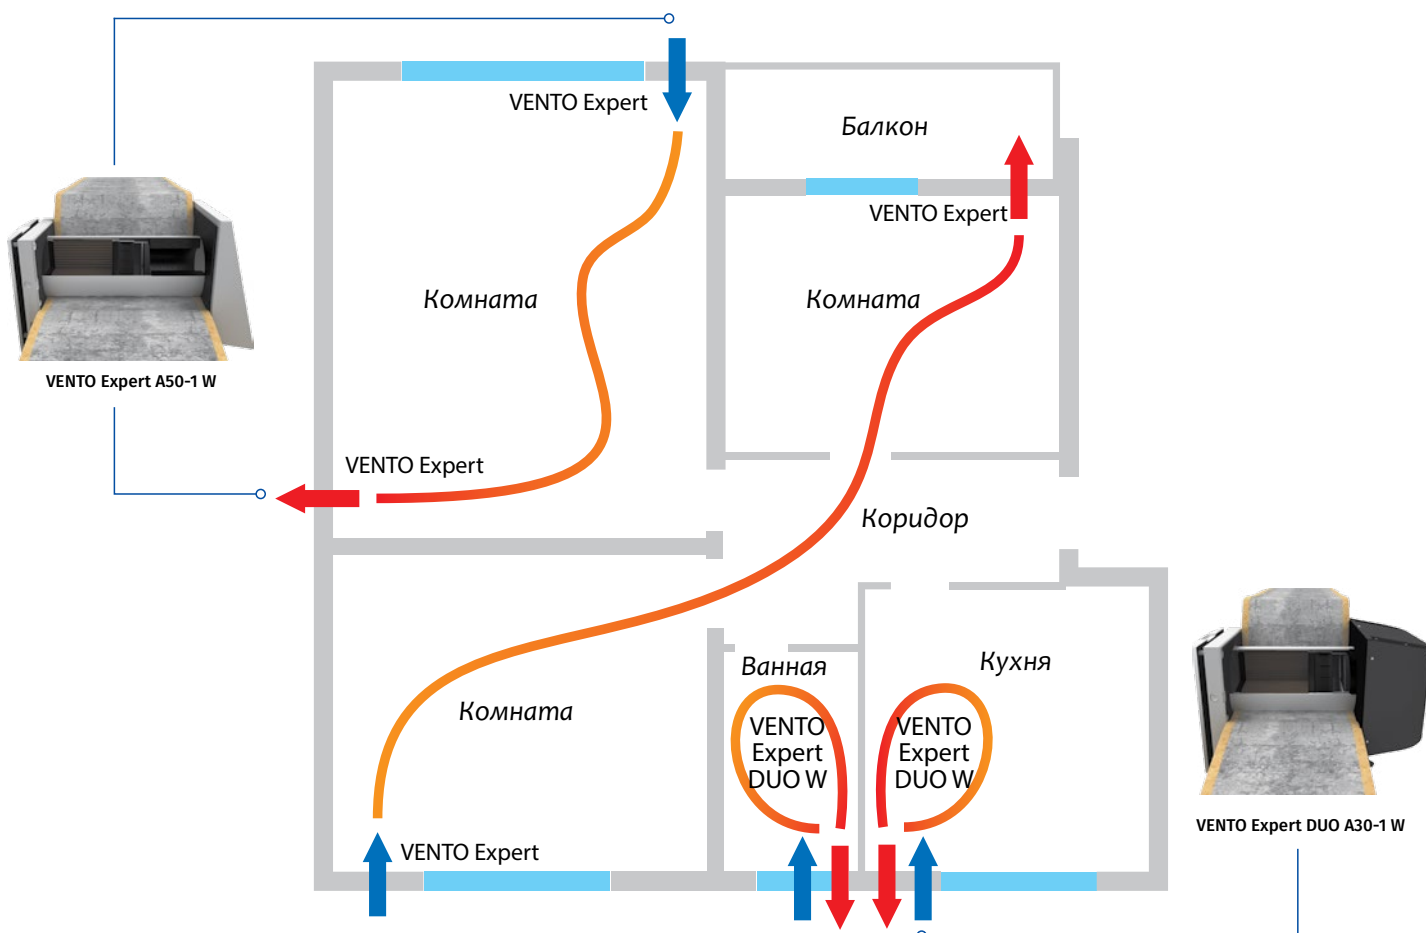 VENTO Expert
Балкон
VENTO Expert
Комната
Комната
VENTO Expert A50-1 W
VENTO Expert
Коридор
Ванная
Кухня
Комната
VENTO
Expert
DUO W
VENTO
Expert
DUO W
VENTO Expert DUO A30-1 W
VENTO Expert